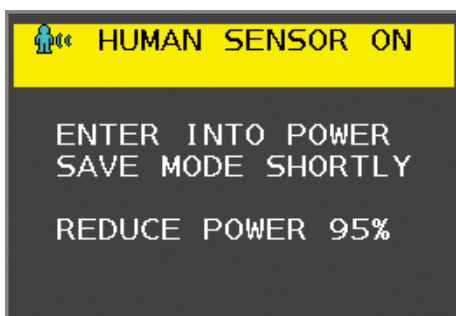 HUMAN SENSOR ON
ENTER INTO POWER
SAVE MODE SHORTLY
REDUCE POWER 95%